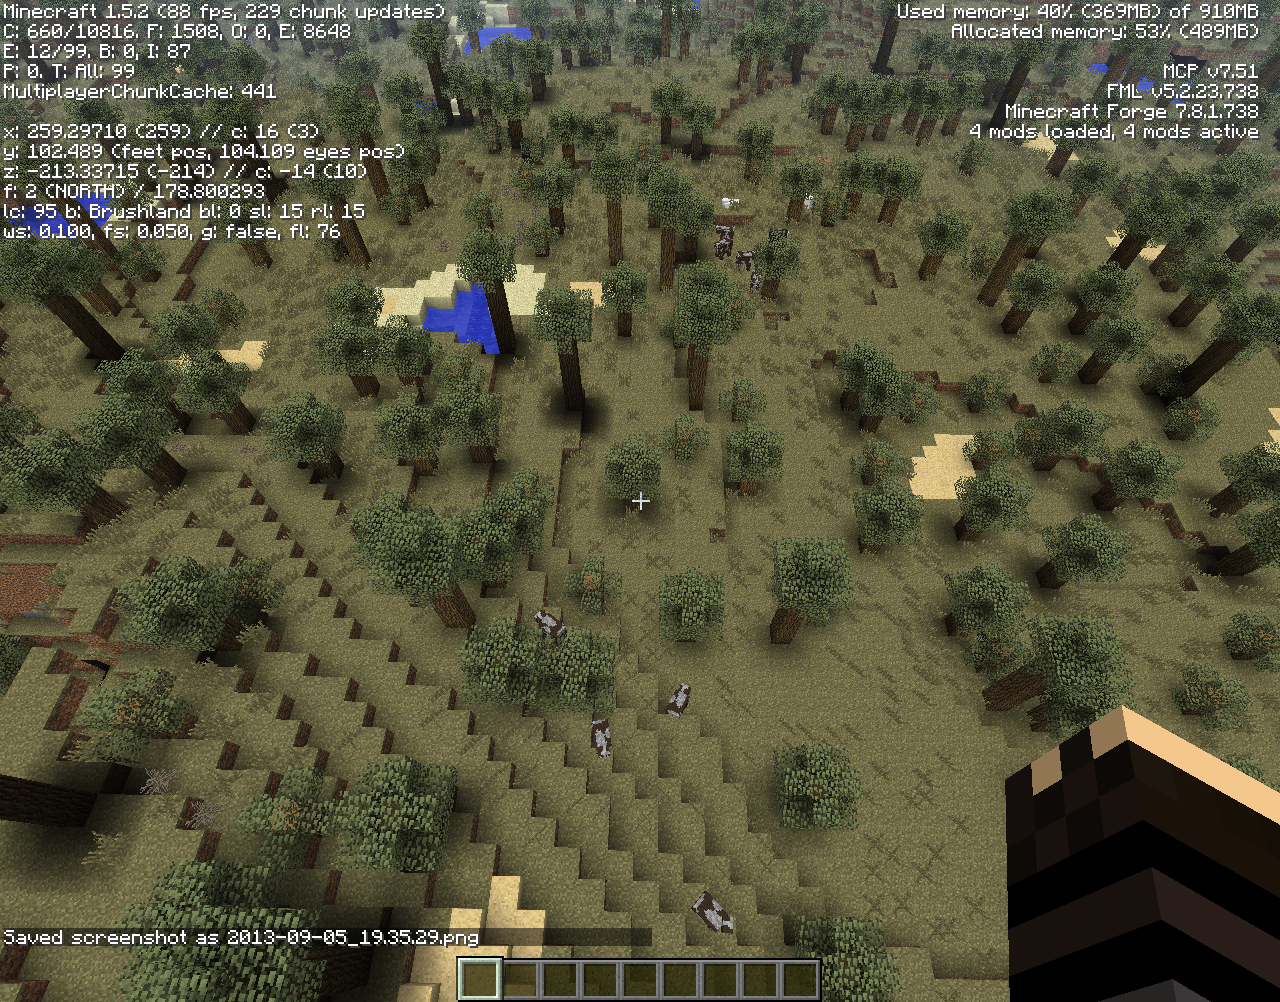 Minecraft 1.5.2 (88 fps, 229 chunk updates)
C: 660/10816. F: 1508, O: 0, E: 8648
E: 12/99. B: 0, I: 87
P: 0. T: All: 99
MultiplayerChunkCache: 441
x: 259.29710 (259) // c: 16 (3)
y: 102.489 (feet pos, 104.109 eyes pos)
z: -213.33715 (-214) // c: -14 (10)
f: 2 (NORTH) / 178.800293
lc: 95 b: Brushland bl: 0 sl: 15 rl: 15
ws: 0.100, fs: 0.050, g: false, fl: 76
Used memory: 40% (369MB) of 910MB
Allocated memory: 53% (489MB)
MCP v7.51
FML v5.2.23.738
Minecraft Forge 7.8.1.738
4 mods loaded, 4 mods active
Saved screenshot as 2013-09-05_19.35.29.png